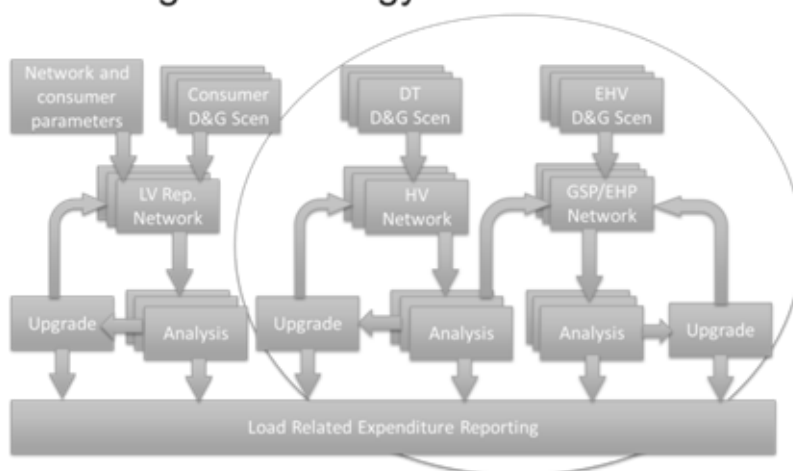 Network and
consumer
parameters
Consumer
D&G Scen
DT
D&G Scen
EHV
D&G Scen
LV Rep.
Network
HV
Network
GSP/EHP
Network
Upgrade
Analysis
Upgrade
Analysis
Analysis
Upgrade
Load Related Expenditure Reporting